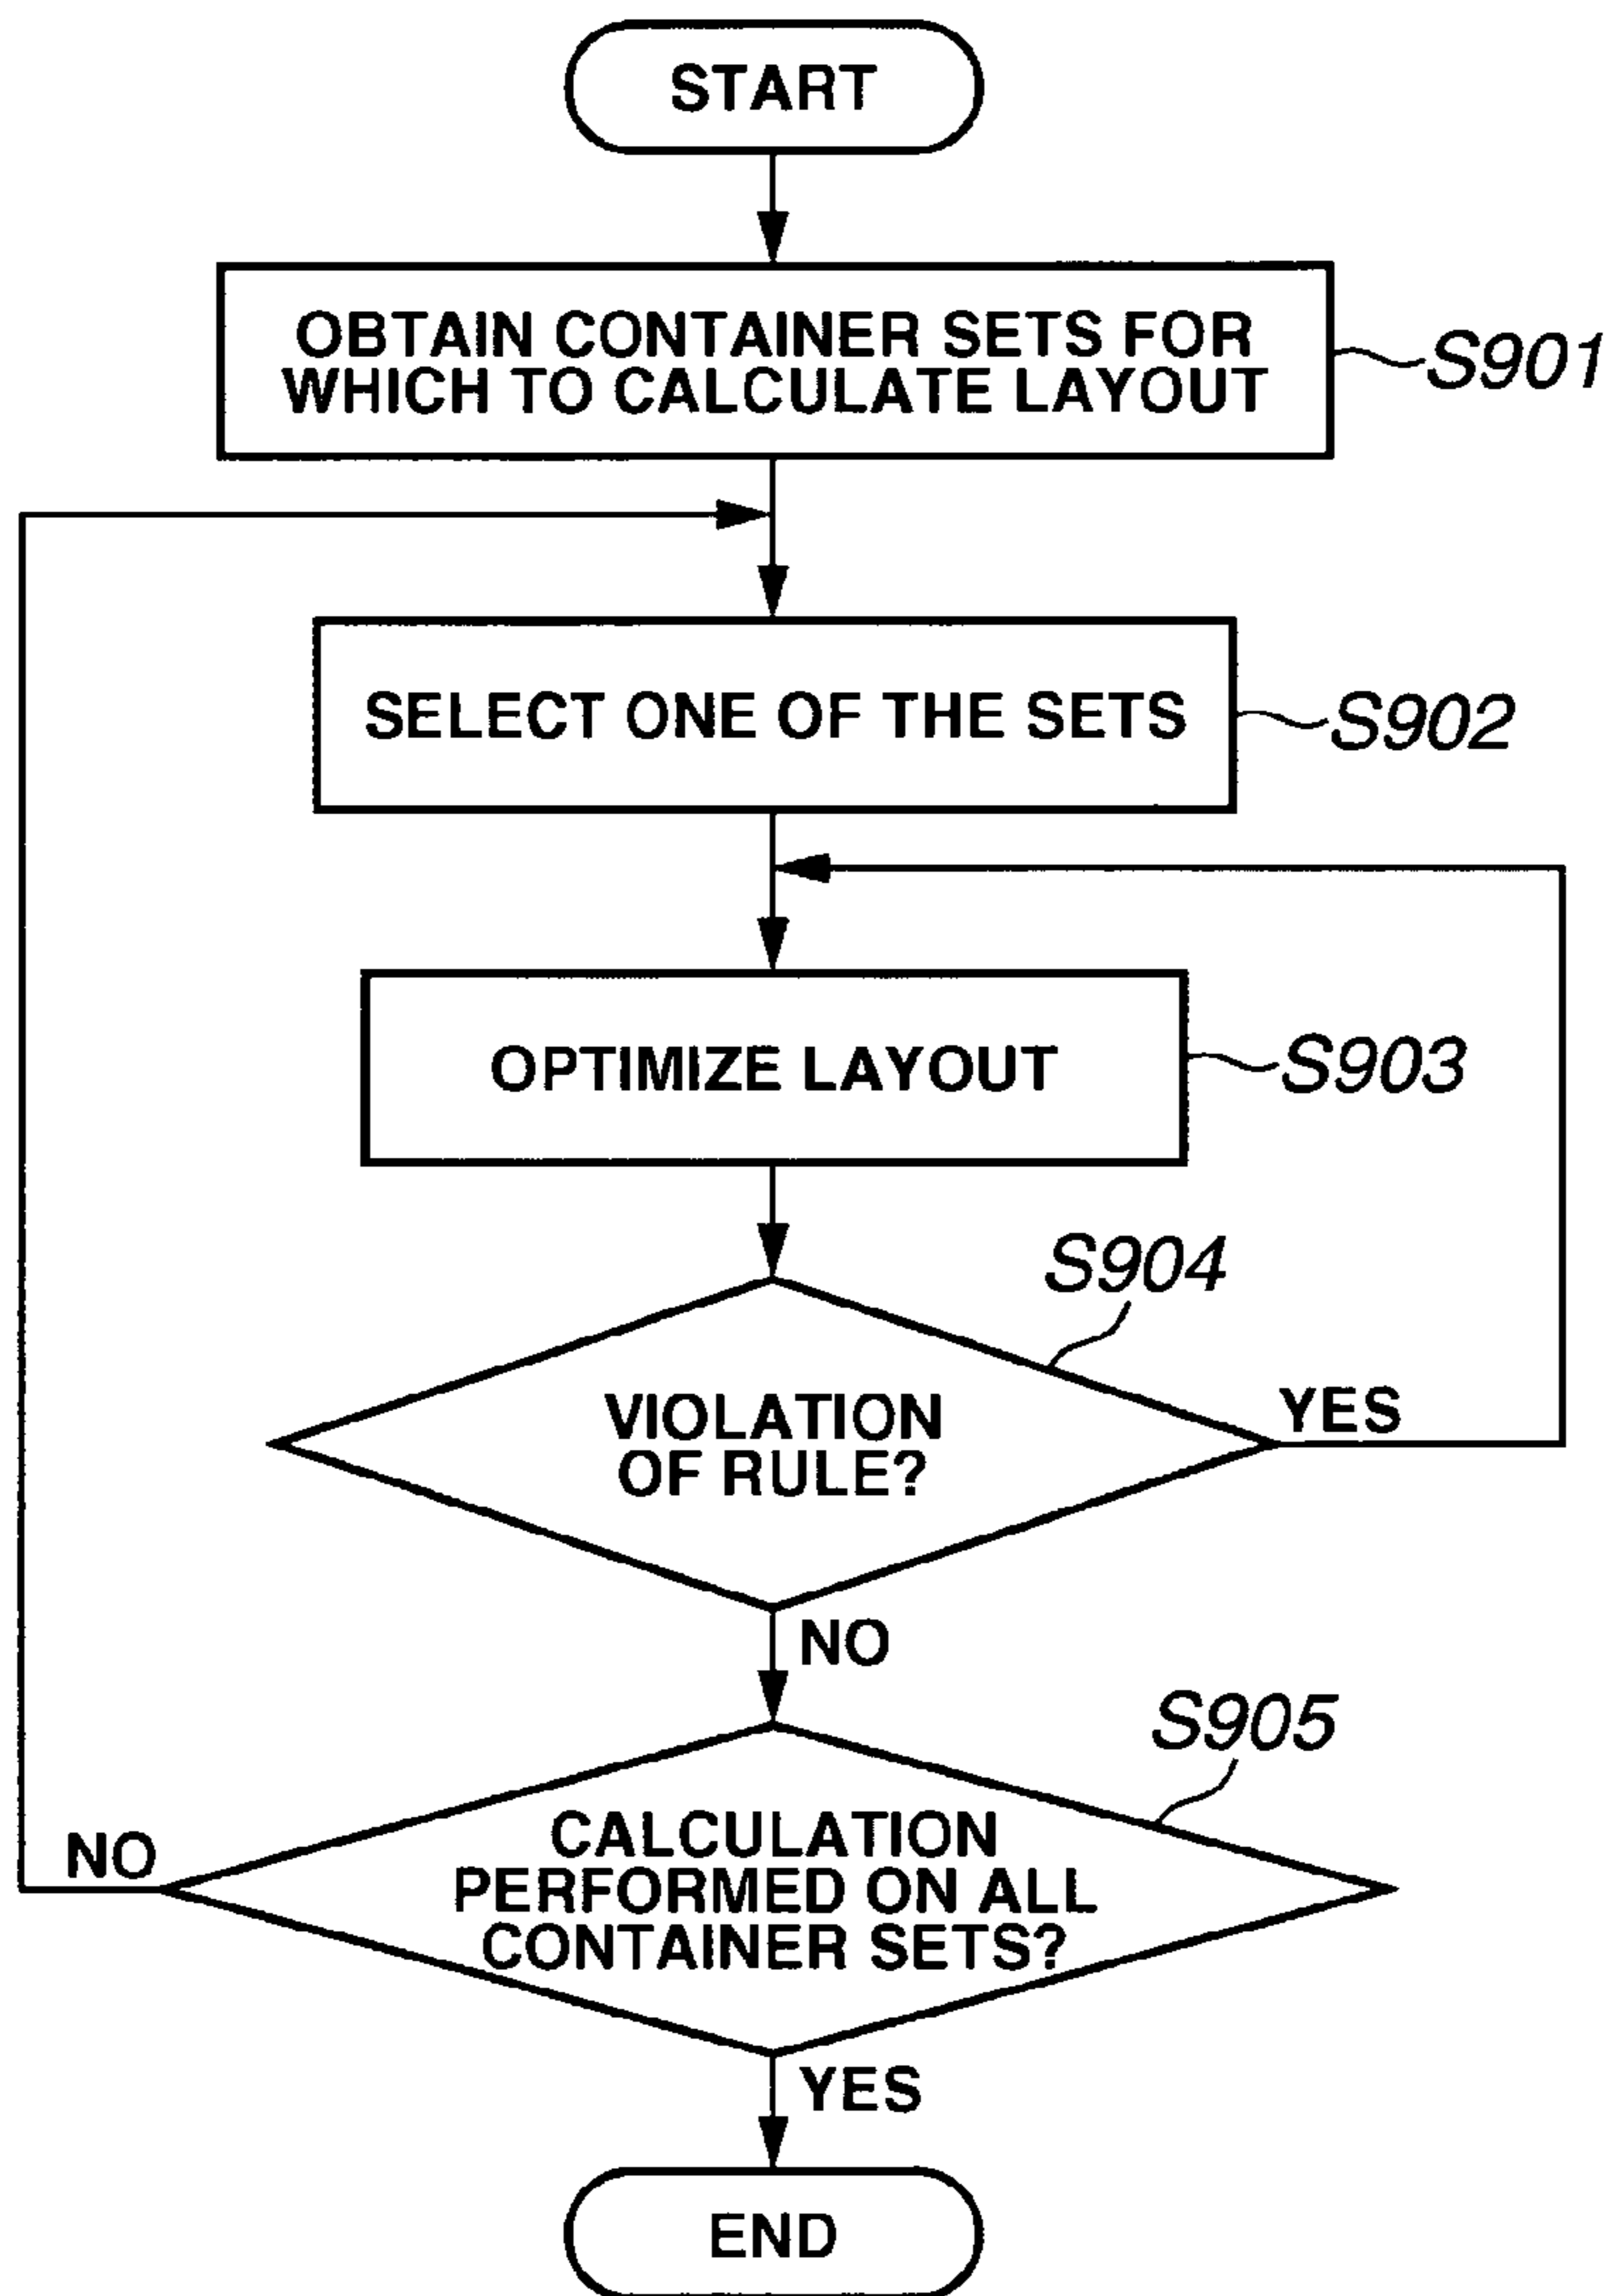 START
OBTAIN CONTAINER SETS FOR
WHICH TO CALCULATE LAYOUT
S901
SELECT ONE OF THE SETS
S902
OPTIMIZE LAYOUT
S903
S904
VIOLATION
OF RULE?
YES
NO
S905
CALCULATION
PERFORMED ON ALL
CONTAINER SETS?
NO
YES
END